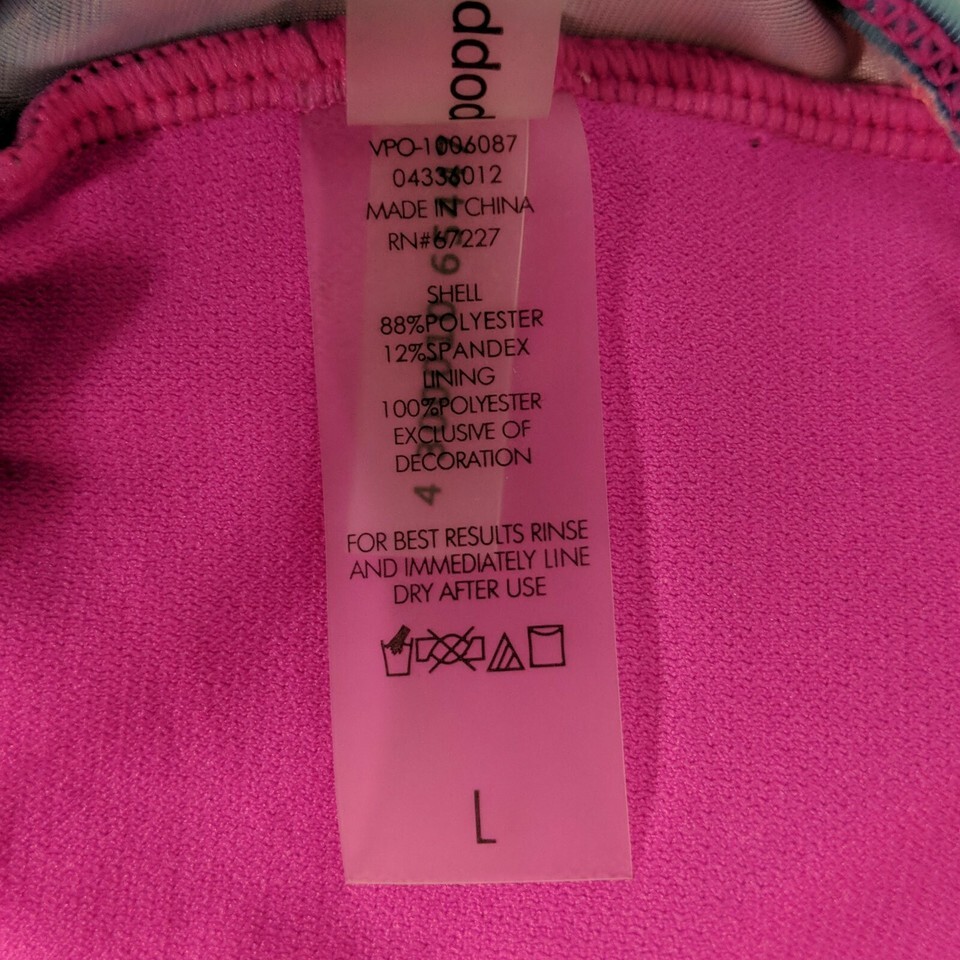 VPO-1006087
04336012
MADE IN CHINA
RN#67227
SHELL
88%POLYESTER
12%SPANDEX
LINING
100%POLYESTER
EXCLUSIVE OF
DECORATION
FOR BEST RESULTS RINSE
AND IMMEDIATELY LINE
DRY AFTER USE
L